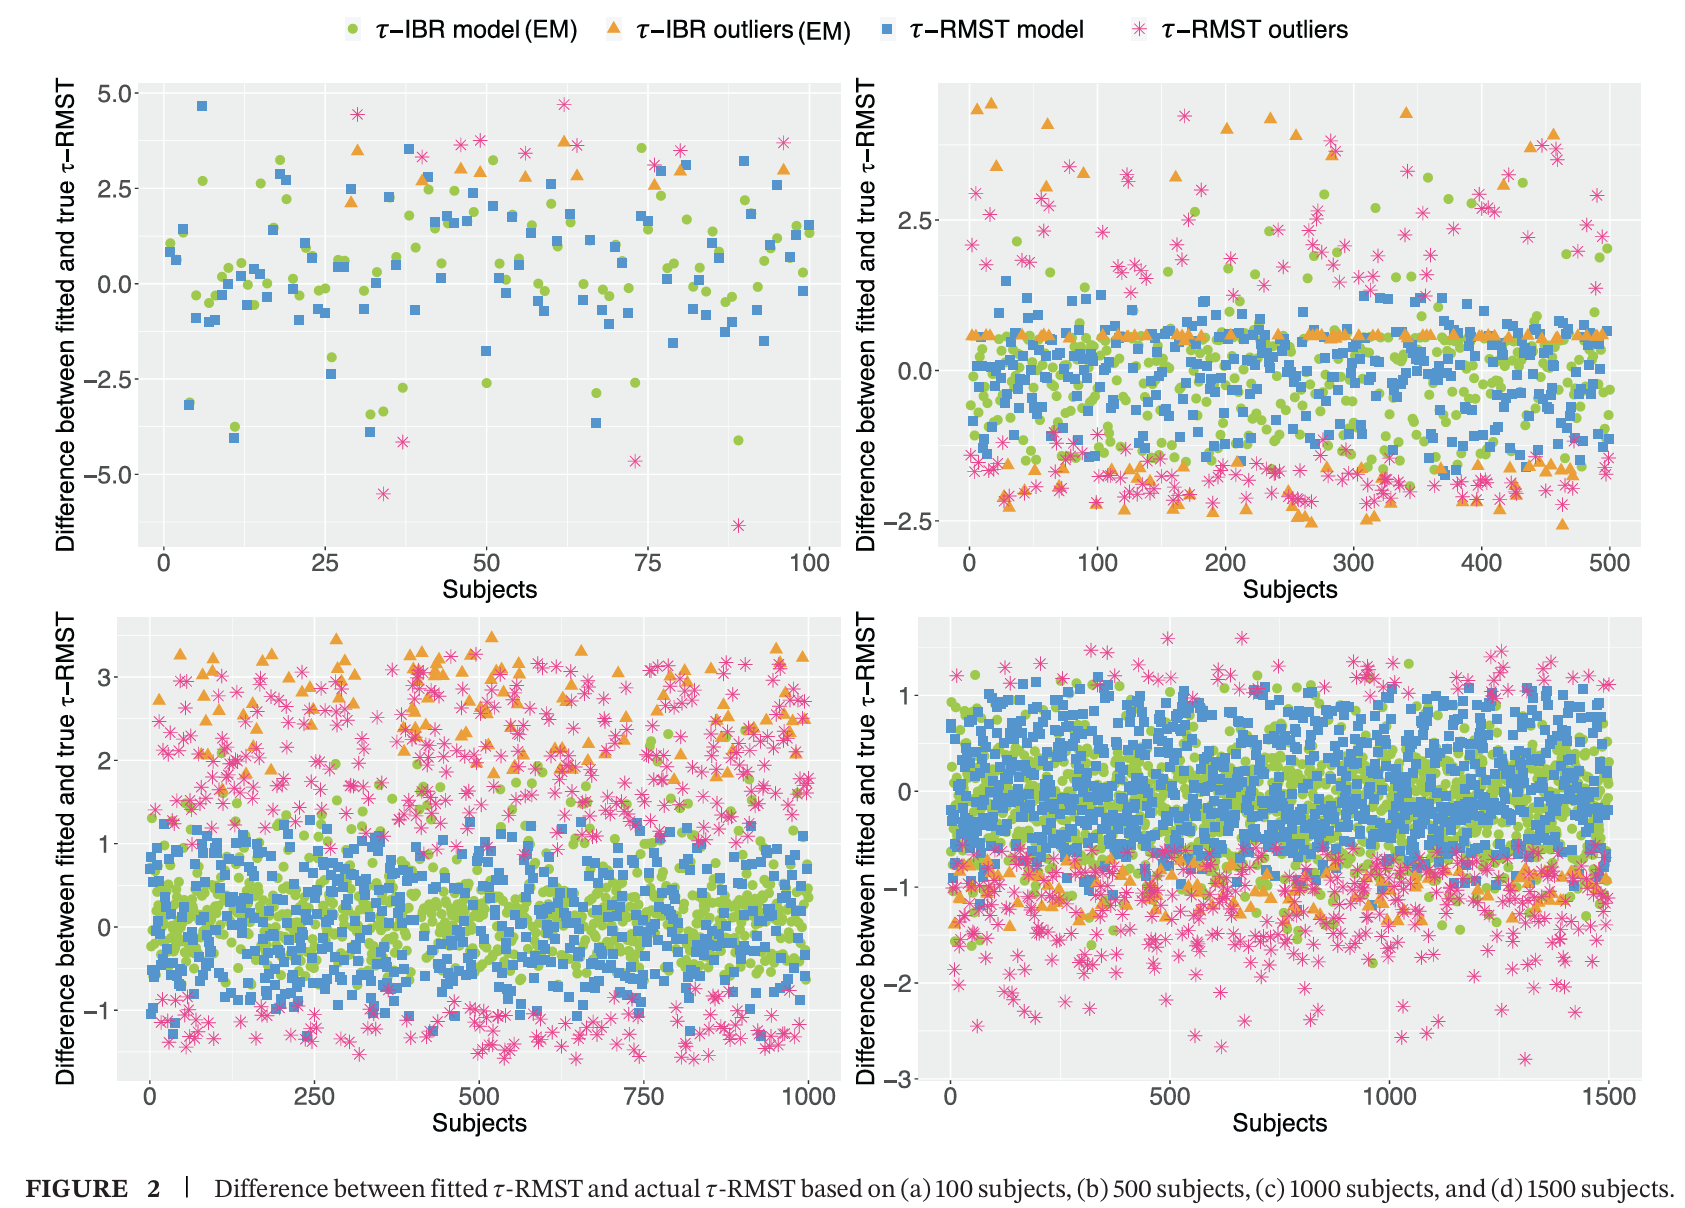 τ−IBR model (EM) τ−IBR outliers (EM) τ−RMST model τ−RMST outliers
Difference between fitted and true τ−RMST
5.0
2.5
0.0
−2.5
−5.0
0 25 50 75 100
Subjects
Difference between fitted and true τ−RMST
2.5
0.0
−2.5
0 100 200 300 400 500
Subjects
Difference between fitted and true τ−RMST
3
2
1
0
−1
0 250 500 750 1000
Subjects
Difference between fitted and true τ−RMST
1
0
−1
−2
−3
0 500 1000 1500
Subjects
FIGURE 2 | Difference between fitted τ-RMST and actual τ-RMST based on (a) 100 subjects, (b) 500 subjects, (c) 1000 subjects, and (d) 1500 subjects.